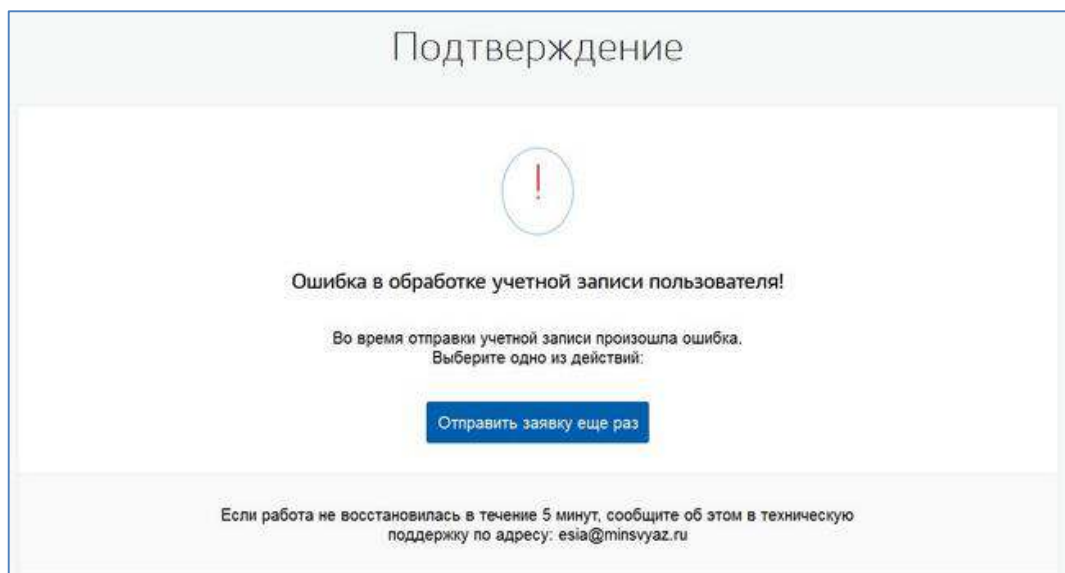 Подтверждение
!
Ошибка в обработке учетной записи пользователя!
Во время отправки учетной записи произошла ошибка.
Выберите одно из действий:
Отправить заявку еще раз
Если работа не восстановилась в течение 5 минут, сообщите об этом в техническую
поддержку по адресу: esia@minsvyaz.ru